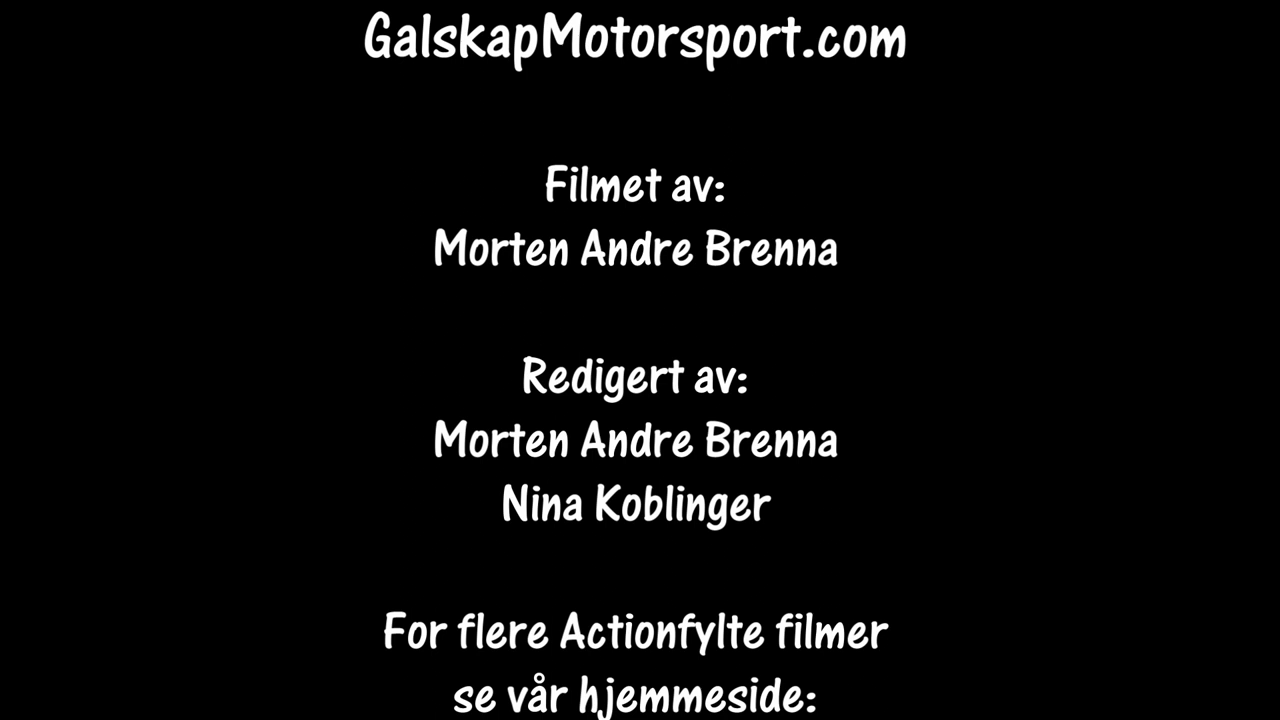 GalskapMotorsport.com
Filmet av:
Morten Andre Brenna
Redigert av:
Morten Andre Brenna
Nina Koblinger
For flere Actionfylte filmer
se vår hjemmeside: